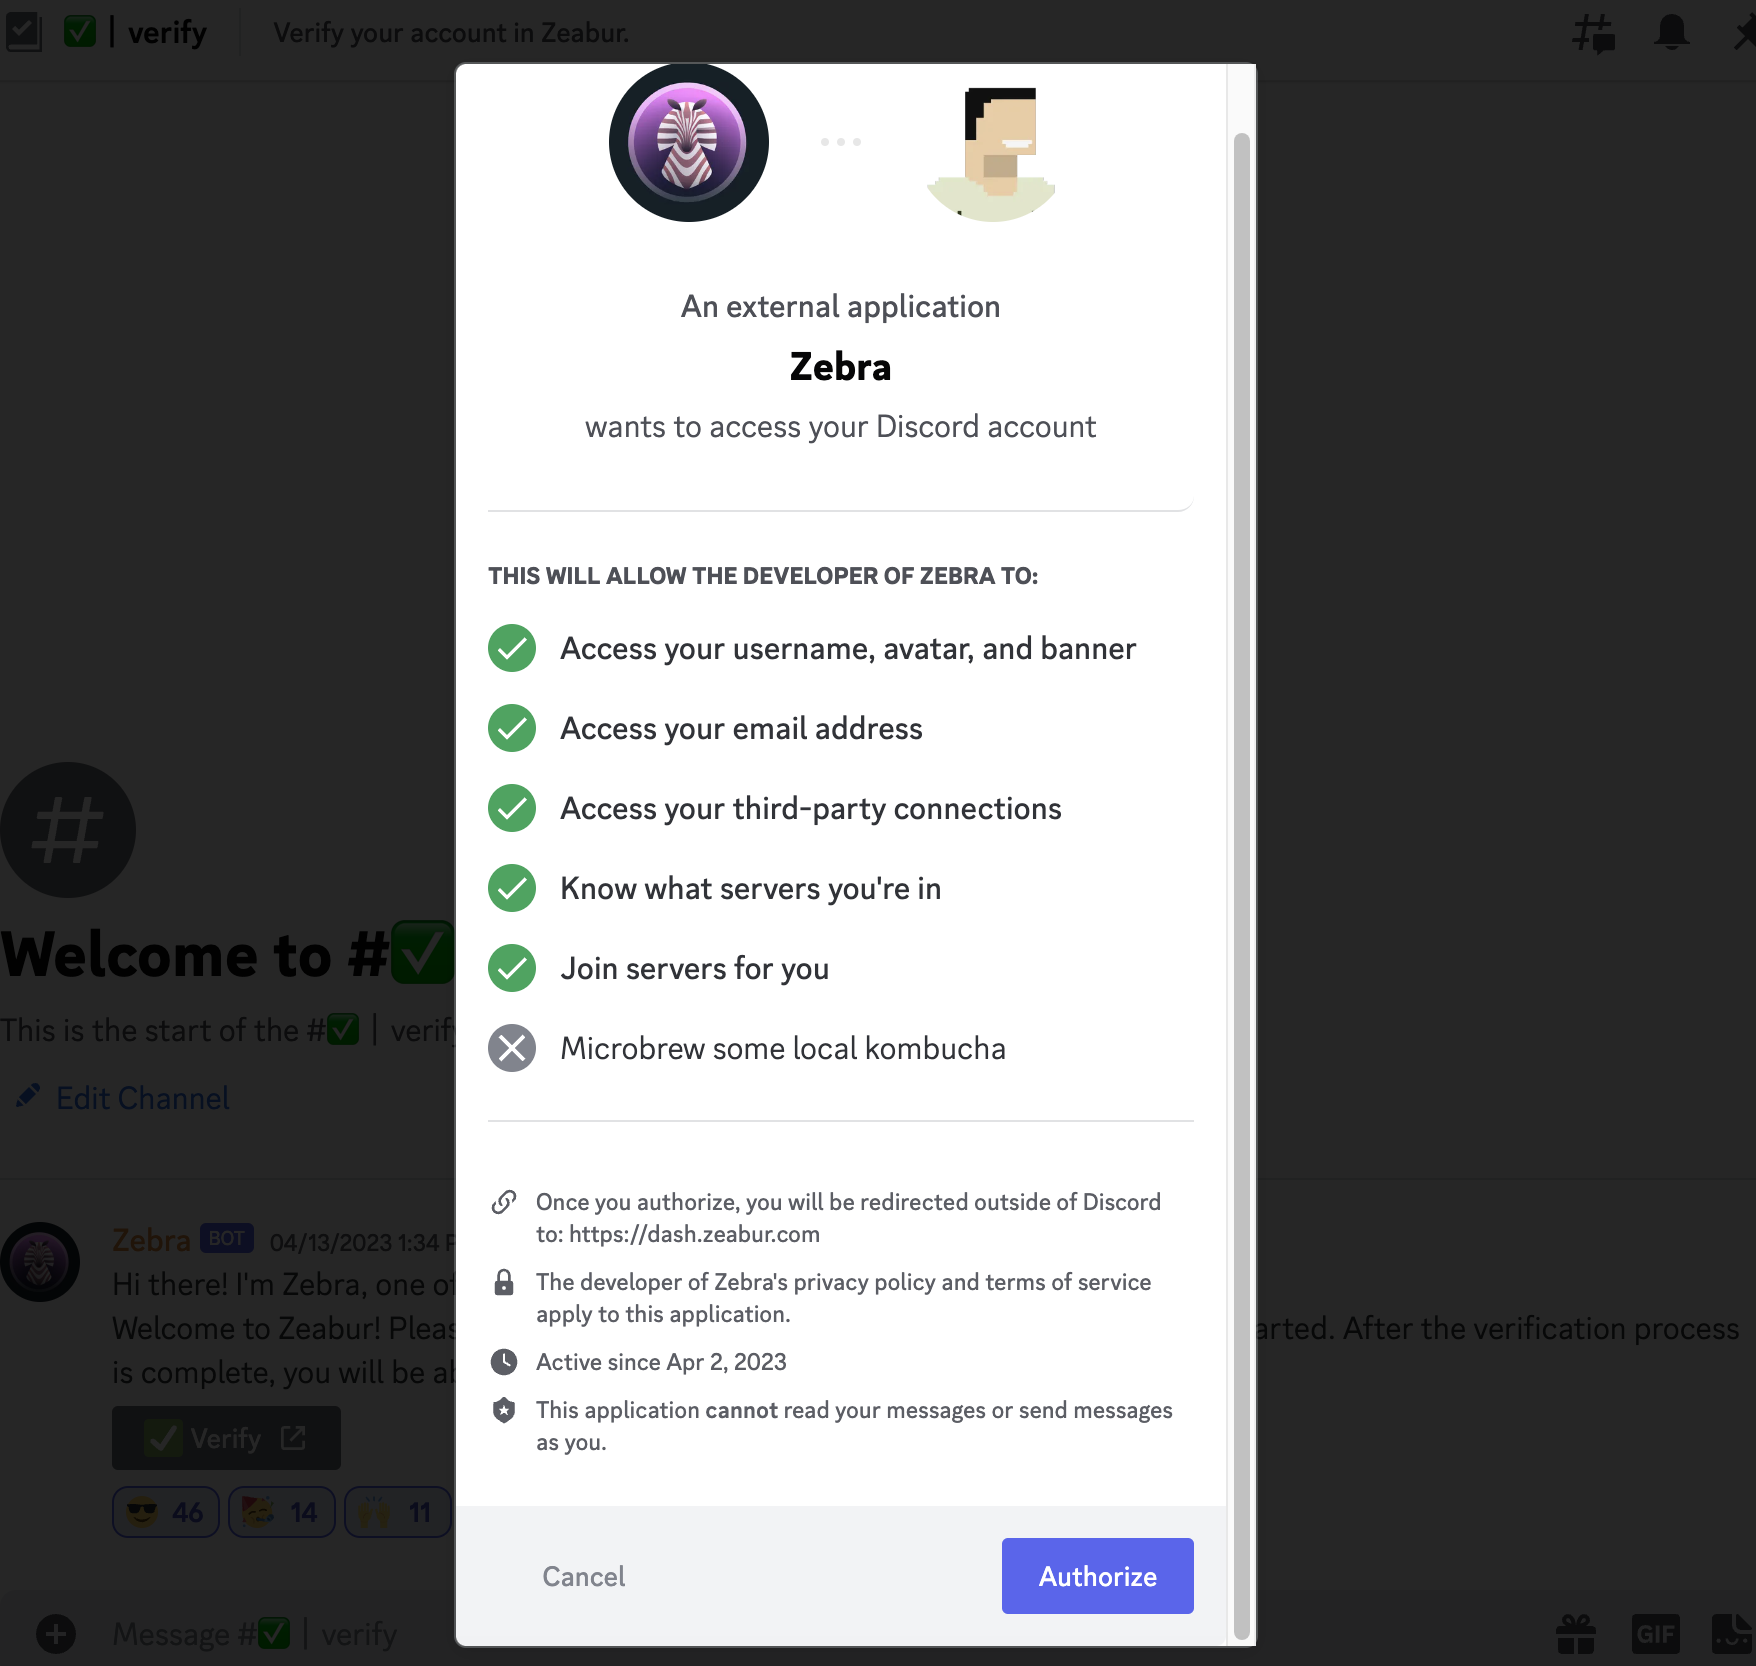 ✅ | verify
Verify your account in Zeabur.
An external application
Zebra
wants to access your Discord account
THIS WILL ALLOW THE DEVELOPER OF ZEBRA TO:
Access your username, avatar, and banner
Access your email address
Access your third-party connections
Know what servers you're in
Join servers for you
Microbrew some local kombucha
Once you authorize, you will be redirected outside of Discord
to: https://dash.zeabur.com
The developer of Zebra's privacy policy and terms of service
apply to this application.
Active since Apr 2, 2023
This application cannot read your messages or send messages
as you.
Cancel
Authorize
Welcome to #✅
This is the start of the #✅ | verify
Edit Channel
Zebra BOT 04/13/2023 1:34
Hi there! I'm Zebra, one of
Welcome to Zeabur! arted. After the verification process
is complete, you will be
✅ Verify
😎 46 🥳 14 🙌 11
Message #✅ | verify
GIF